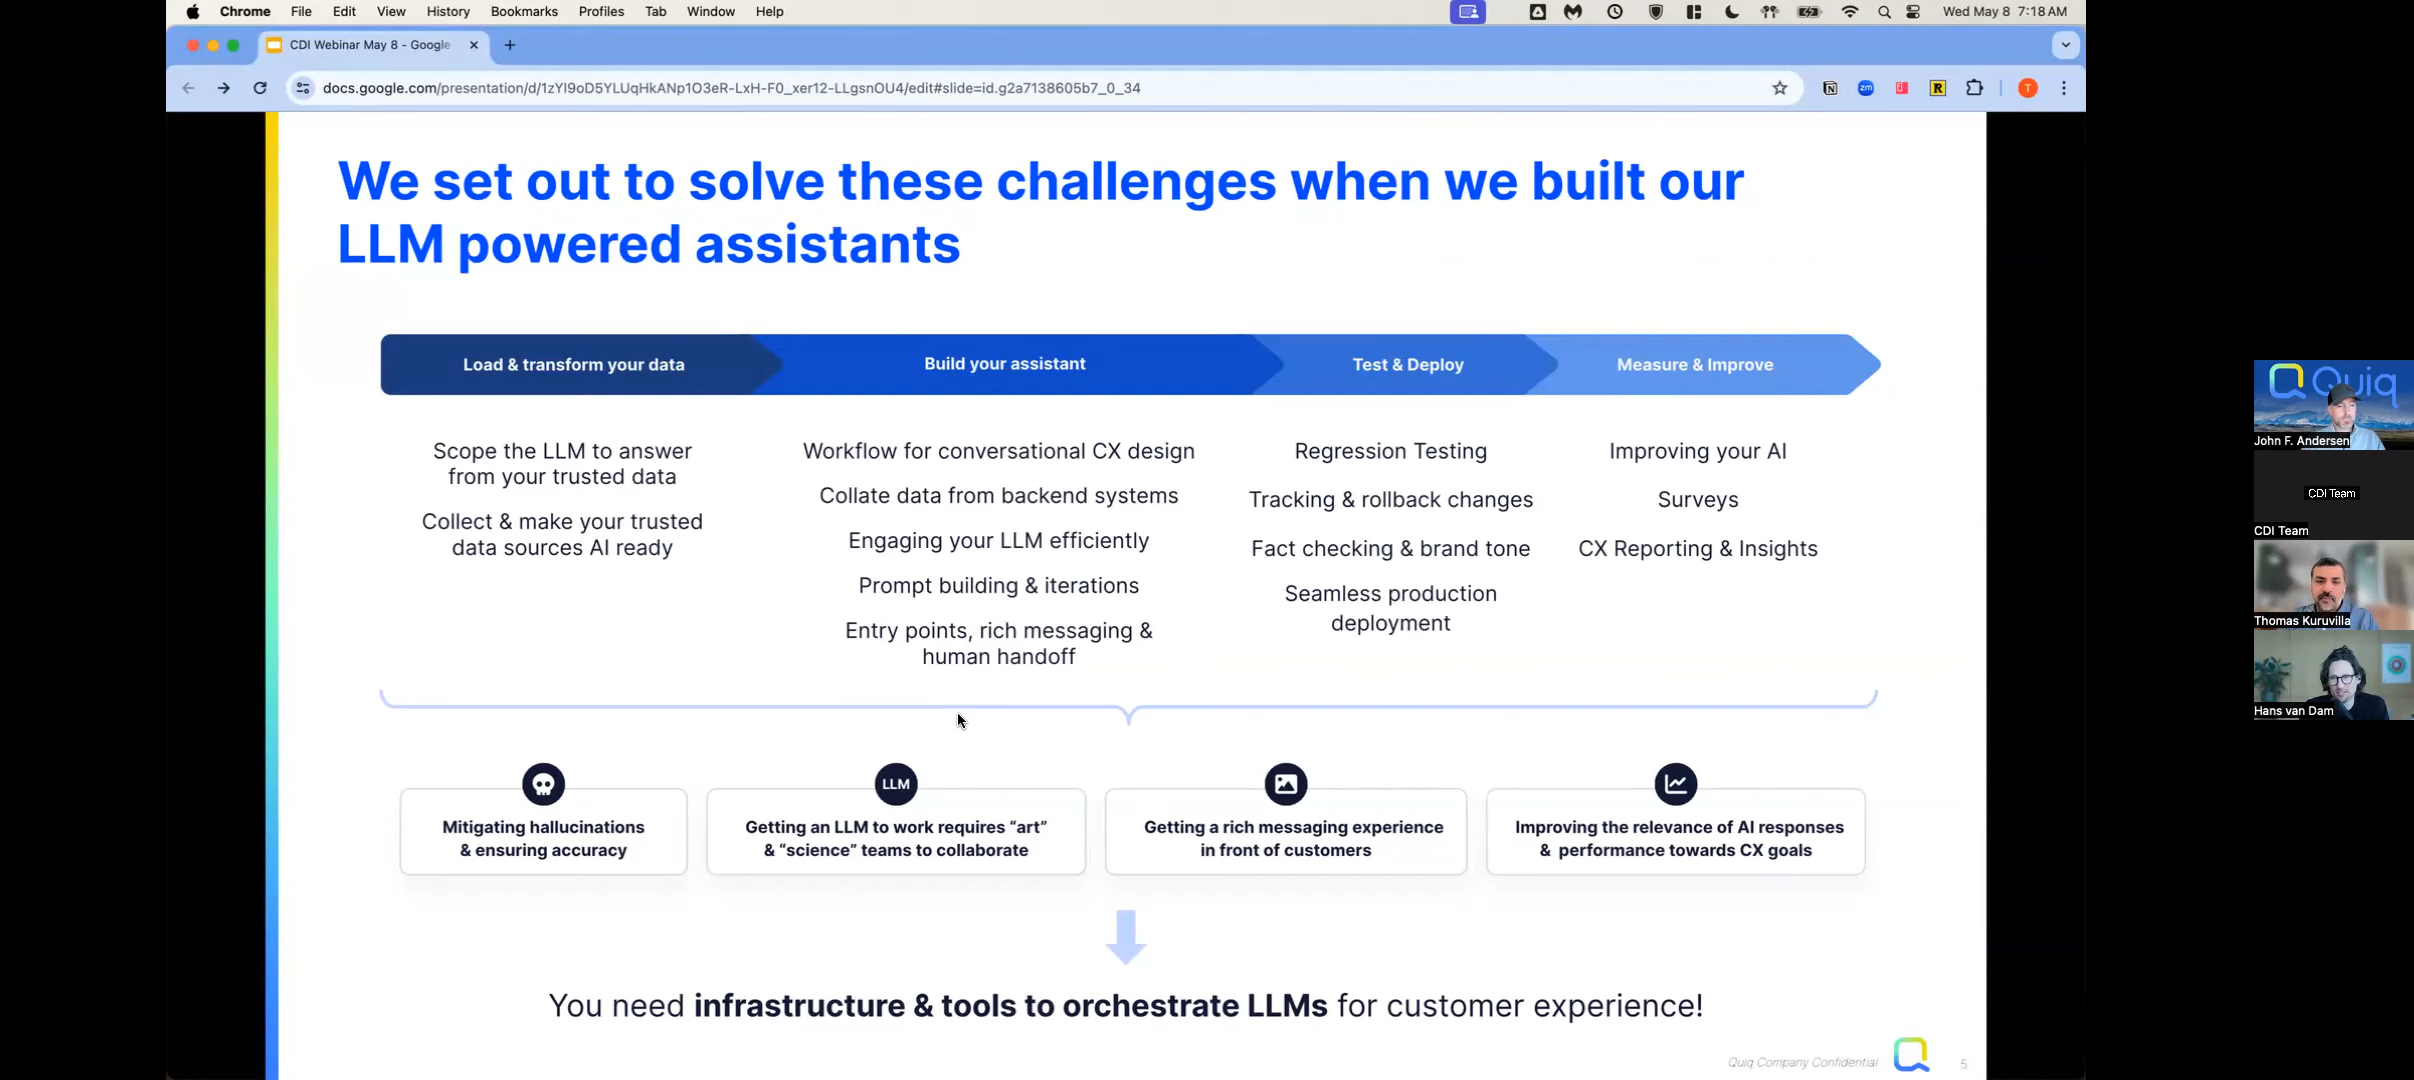 Chrome File Edit View History Bookmarks Profiles Tab Window Help Wed May 8 7:18 AM
CDI Webinar May 8 - Google
docs.google.com/presentation/d/1zYI9oD5YLUqHkANp1O3eR-LxH-F0_xer12-LLgsnOU4/edit#slide=id.g2a7138605b7_0_34
zm
R
T
We set out to solve these challenges when we built our
LLM powered assistants
Load & transform your data
Build your assistant
Test & Deploy
Measure & Improve
Scope the LLM to answer
from your trusted data
Collect & make your trusted
data sources AI ready
Workflow for conversational CX design
Collate data from backend systems
Engaging your LLM efficiently
Prompt building & iterations
Entry points, rich messaging &
human handoff
Regression Testing
Tracking & rollback changes
Fact checking & brand tone
Seamless production
deployment
Improving your AI
Surveys
CX Reporting & Insights
Mitigating hallucinations
& ensuring accuracy
LLM
Getting an LLM to work requires “art”
& “science” teams to collaborate
Getting a rich messaging experience
in front of customers
Improving the relevance of AI responses
& performance towards CX goals
You need infrastructure & tools to orchestrate LLMs for customer experience!
Quiq Company Confidential
5
Quiq
John F. Andersen
CDI Team
CDI Team
Thomas Kuruvilla
Hans van Dam